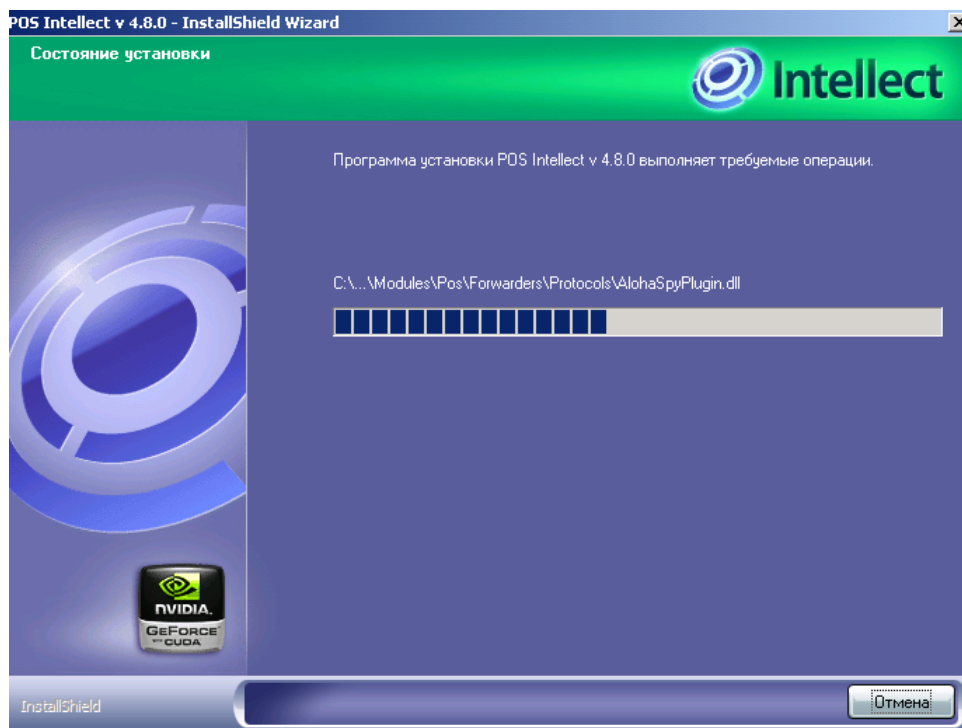 POS Intellect v 4.8.0 - InstallShield Wizard
Состояние установки
Intellect
Программа установки POS Intellect v 4.8.0 выполняет требуемые операции.
C:\...\Modules\Pos\Forwarders\Protocols\AlohaSpyPlugin.dll
NVIDIA.
GEFORCE
CUDA
InstallShield
Отмена